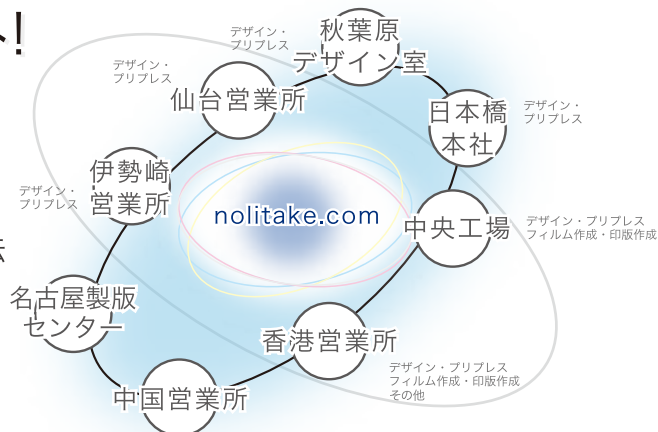 ト!
デザイン・
プリプレス
秋葉原
デザイン室
デザイン・
プリプレス
仙台営業所
日本橋
本社
デザイン・
プリプレス
伊勢崎
営業所
デザイン・
プリプレス
nolitake.com
中央工場
デザイン・プリプレス
フィルム作成・印版作成
名古屋製版
センター
香港営業所
デザイン・プリプレス
フィルム作成・印版作成
その他
中国営業所